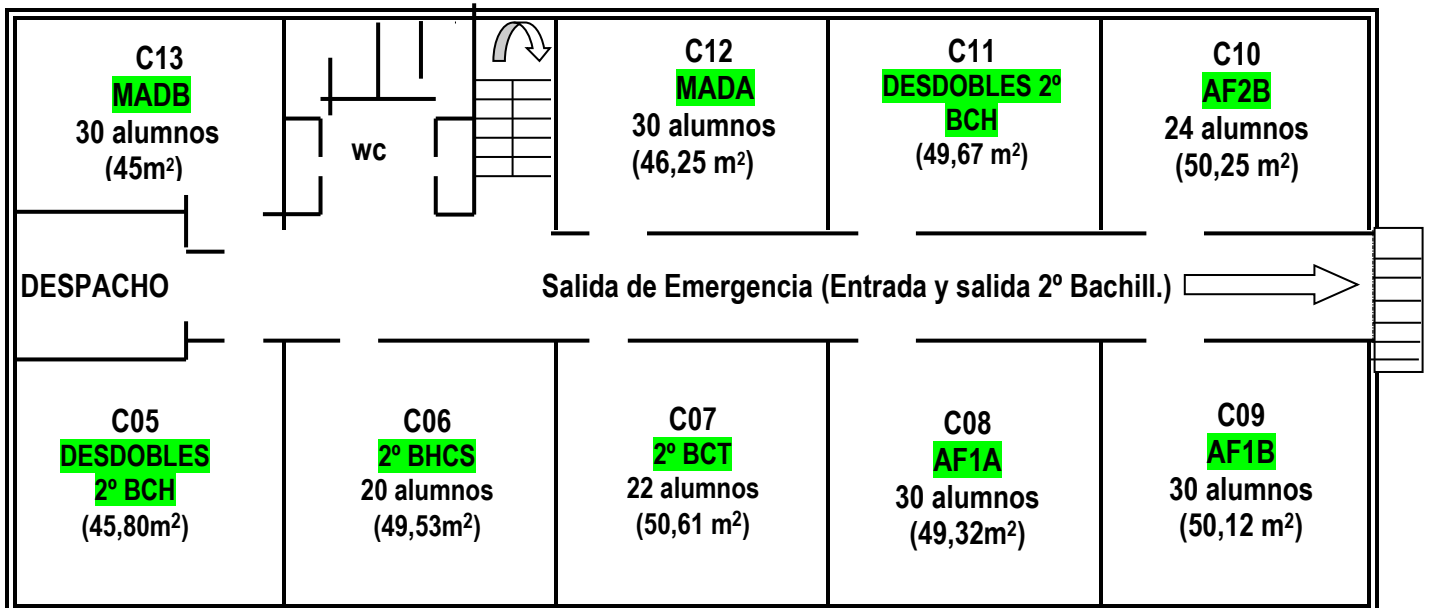 C13
MADB
30 alumnos
(45m²)
WC
C12
MADA
30 alumnos
(46,25 m²)
C11
DESDOBLES 2º
BCH
(49,67 m²)
C10
AF2B
24 alumnos
(50,25 m²)
DESPACHO
Salida de Emergencia (Entrada y salida 2º Bachill.)
C05
DESDOBLES
2º BCH
(45,80m²)
C06
2º BHCS
20 alumnos
(49,53m²)
C07
2º BCT
22 alumnos
(50,61 m²)
C08
AF1A
30 alumnos
(49,32m²)
C09
AF1B
30 alumnos
(50,12 m²)